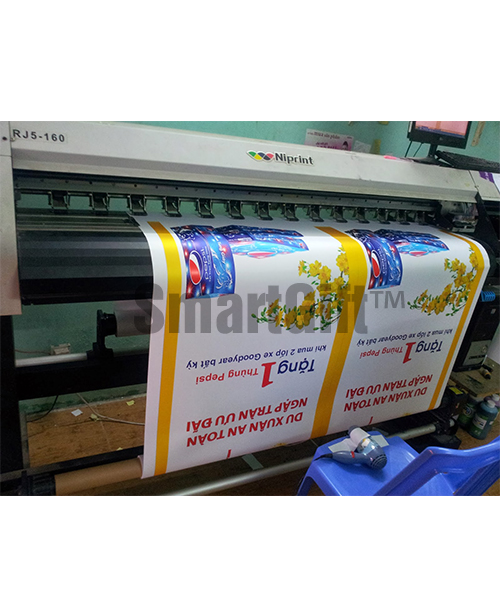 RJ5-160
Niprint
SmartGift™
DU XUÂN AN TOÀN
NGẬP TRÀN ƯU ĐÃI
Tặng 1 Thùng Pepsi
khi mua 2 lốp xe Goodyear bất kỳ
DU XUÂN AN TOÀN
NGẬP TRÀN ƯU ĐÃI
Tặng 1 Thùng Pepsi
khi mua 2 lốp xe Goodyear bất kỳ